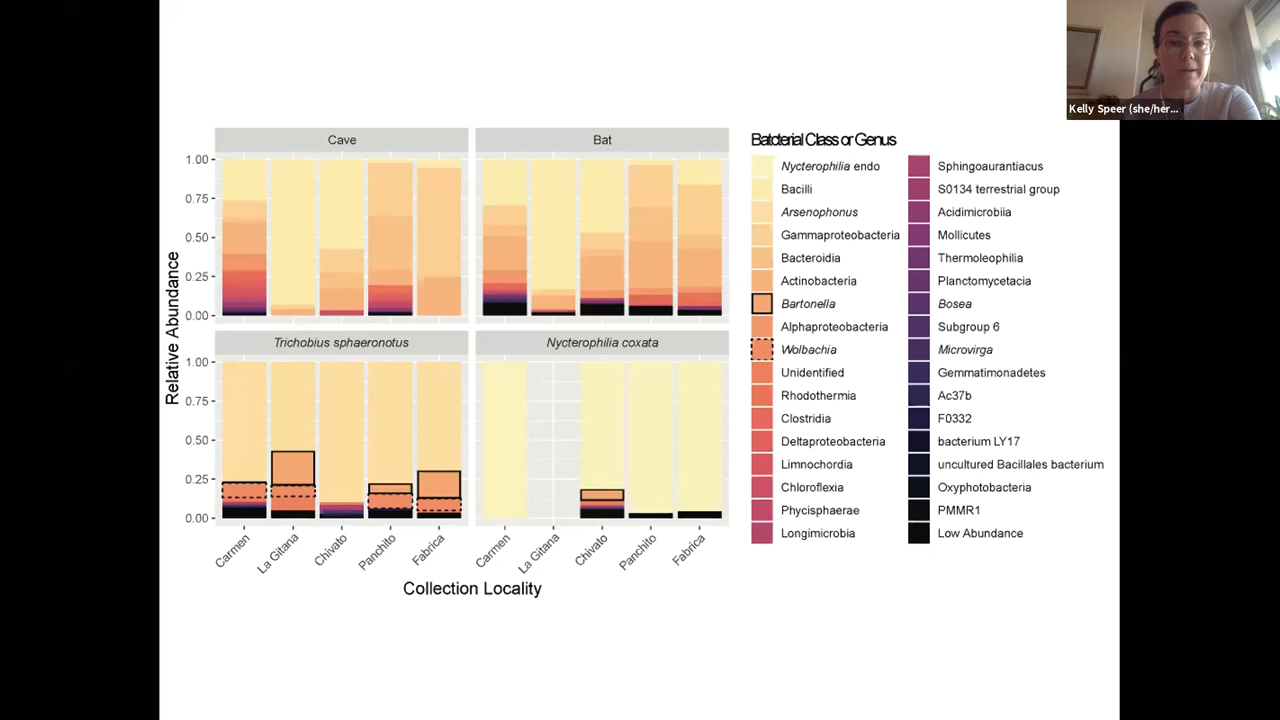 Kelly Speer (she/her...
Cave
Bat
Batcterial Class or Genus
1.00
0.75
0.50
0.25
0.00
Relative Abundance
Trichobius sphaeronotus
Nycterophilia coxata
1.00
0.75
0.50
0.25
0.00
Carmen
La Gitana
Chivato
Panchito
Fabrica
Carmen
La Gitana
Chivato
Panchito
Fabrica
Collection Locality
Nycterophilia endo
Bacilli
Arsenophonus
Gammaproteobacteria
Bacteroidia
Actinobacteria
Bartonella
Alphaproteobacteria
Wolbachia
Unidentified
Rhodothermia
Clostridia
Deltaproteobacteria
Limnochordia
Chloroflexia
Phycisphaerae
Longimicrobia
Sphingoaurantiacus
S0134 terrestrial group
Acidimicrobiia
Mollicutes
Thermoleophilia
Planctomycetacia
Bosea
Subgroup 6
Microvirga
Gemmatimonadetes
Ac37b
F0332
bacterium LY17
uncultured Bacillales bacterium
Oxyphotobacteria
PMMR1
Low Abundance